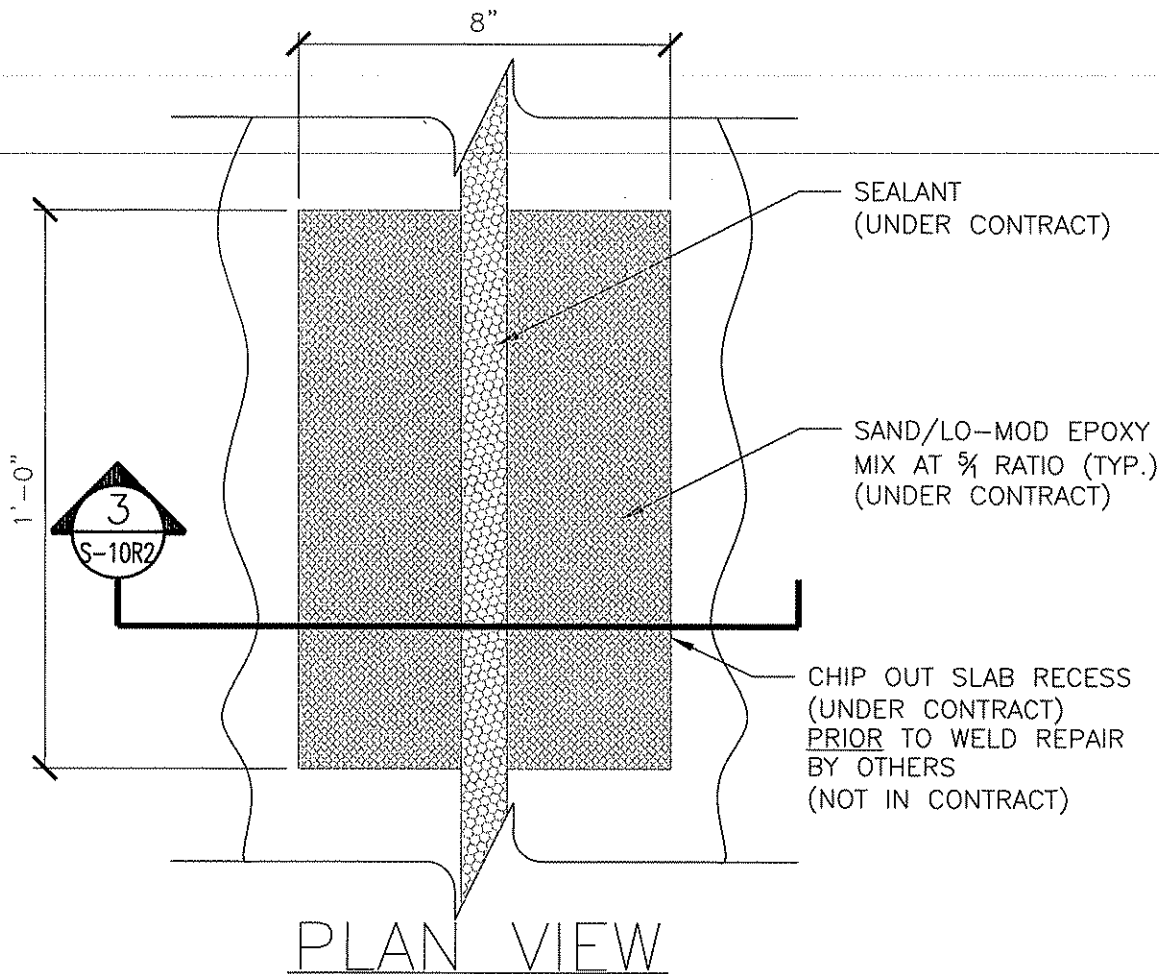 8"
SEALANT
(UNDER CONTRACT)
1'-0"
SAND/LO-MOD EPOXY
MIX AT 5/1 RATIO (TYP.)
(UNDER CONTRACT)
3
S-10R2
CHIP OUT SLAB RECESS
(UNDER CONTRACT)
PRIOR TO WELD REPAIR
BY OTHERS
(NOT IN CONTRACT)
PLAN VIEW